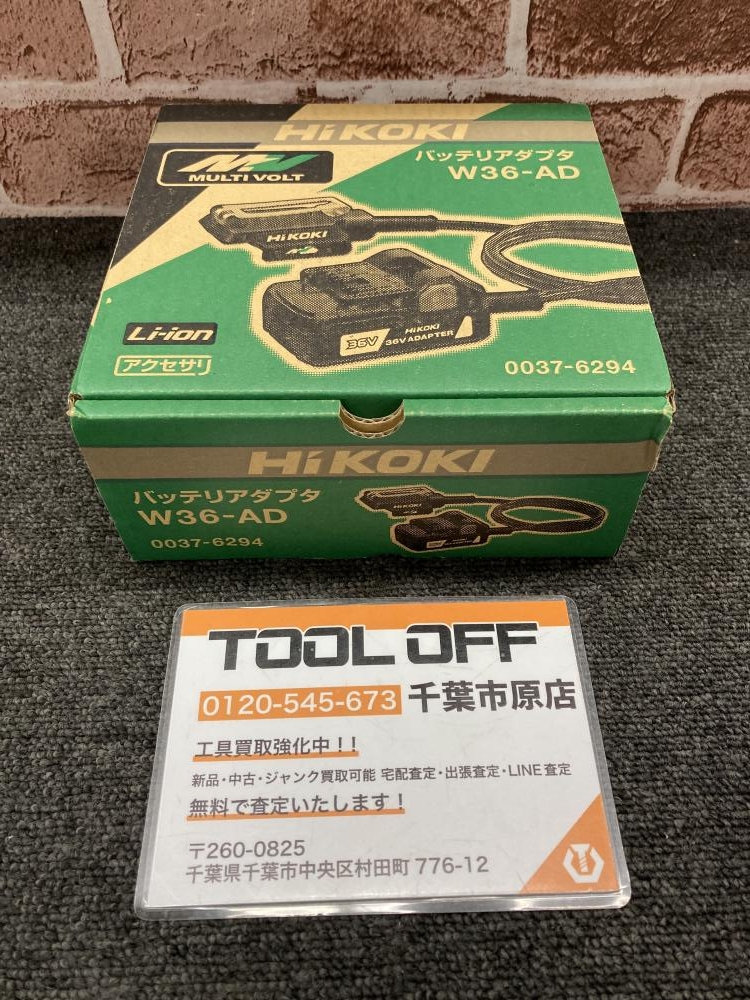 HiKOKI
MULTI VOLT
バッテリアダプタ
W36-AD
HiKOKI
36V
HiKOKI
36V ADAPTER
Li-ion
アクセサリ
0037-6294
HiKOKI
バッテリアダプタ
W36-AD
0037-6294
HiKOKI
TOOL OFF
0120-545-673 千葉市原店
工具買取強化中!!
新品・中古・ジャンク買取可能 宅配査定・出張査定・LINE査定
無料で査定いたします!
〒260-0825
千葉県千葉市中央区村田町 776-12